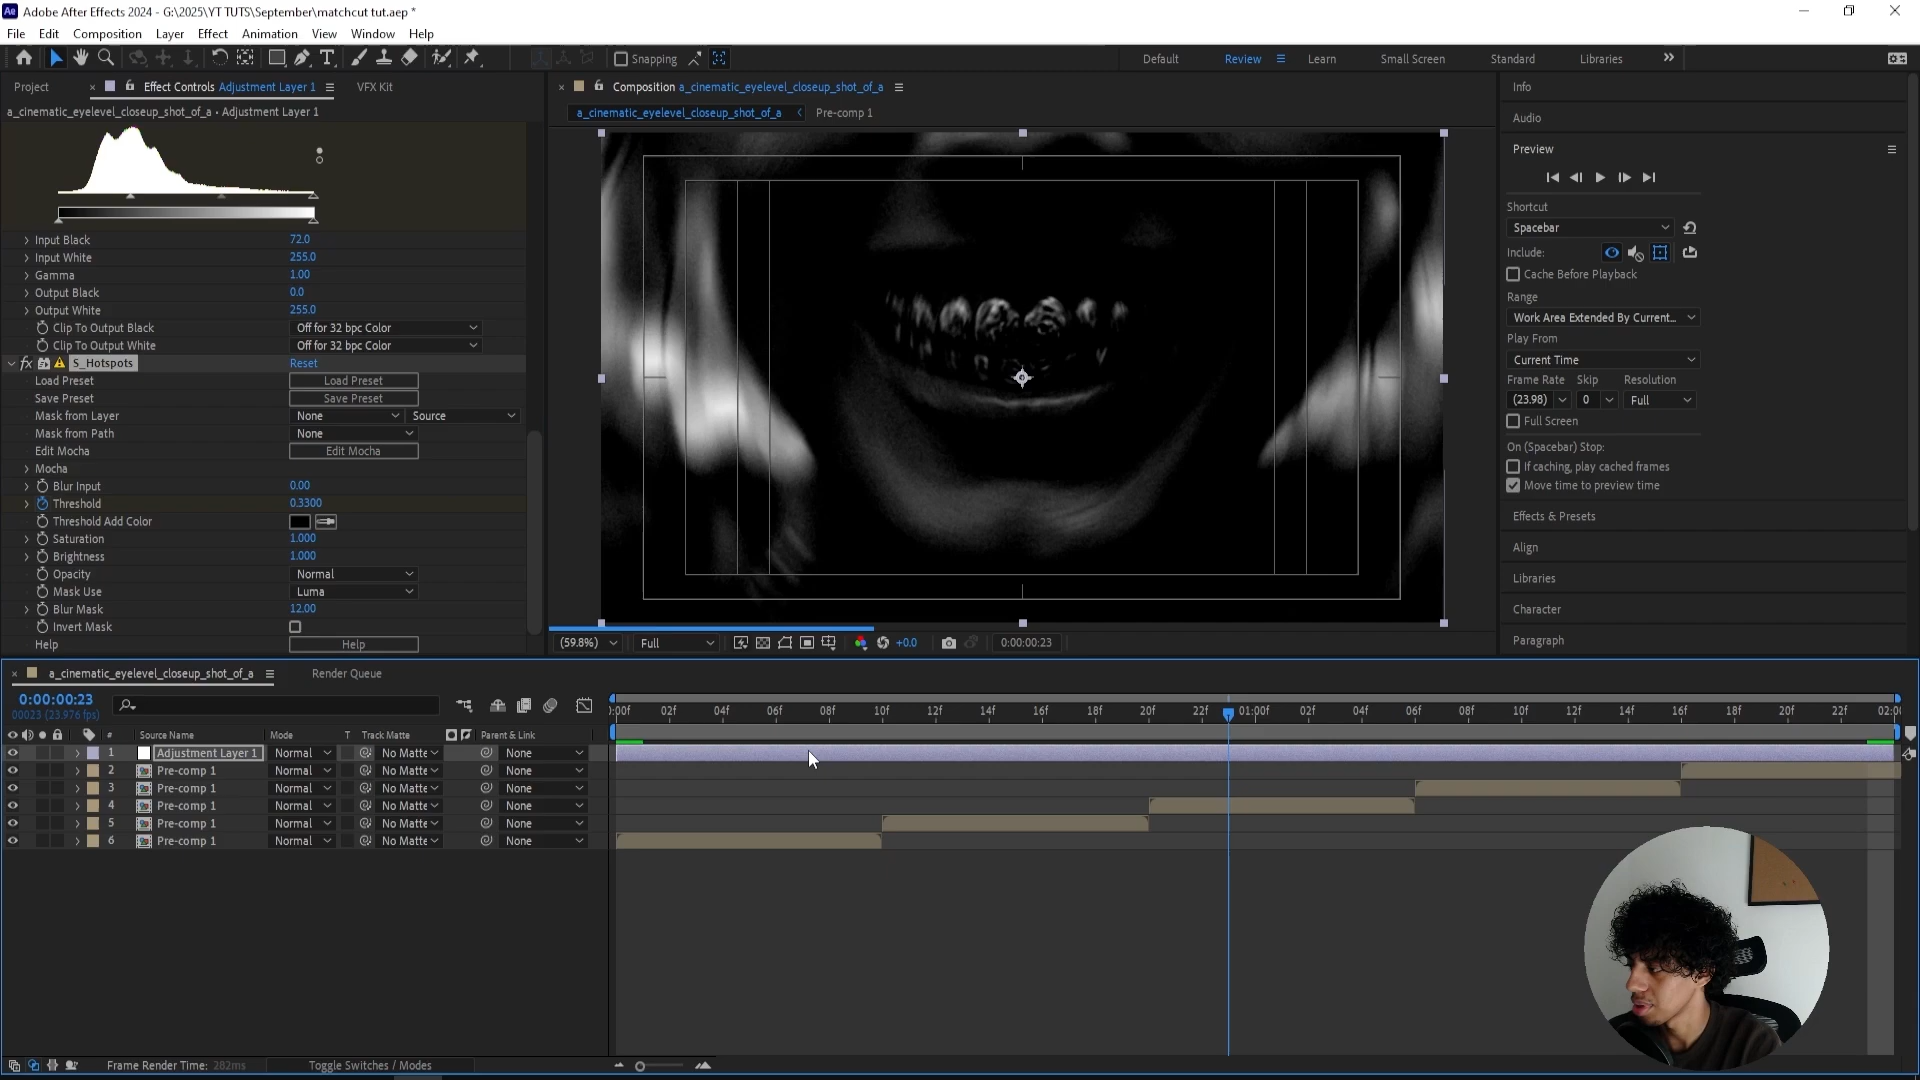 Adobe After Effects 2024 - G:\2025\YT TUTS\September\matchcut tut.aep *
File Edit Composition Layer Effect Animation View Window Help
Snapping Default Review Learn Small Screen Standard Libraries
Project Effect Controls Adjustment Layer 1 VFX Kit
Composition a_cinematic_eyelevel_closeup_shot_of_a
Info
a_cinematic_eyelevel_closeup_shot_of_a • Adjustment Layer 1
a_cinematic_eyelevel_closeup_shot_of_a Pre-comp 1
Audio
Preview
Shortcut
Spacebar
Include:
Cache Before Playback
Range
Work Area Extended By Current...
Play From
Current Time
Frame Rate Skip Resolution
(23.98) 0 Full
Full Screen
On (Spacebar) Stop:
If caching, play cached frames
Move time to preview time
Effects & Presets
Align
Libraries
Character
Paragraph
Input Black 72.0
Input White 255.0
Gamma 1.00
Output Black 0.0
Output White 255.0
Clip To Output Black Off for 32 bpc Color
Clip To Output White Off for 32 bpc Color
fx S_Hotspots Reset
Load Preset Load Preset
Save Preset Save Preset
Mask from Layer None Source
Mask from Path None
Edit Mocha Edit Mocha
Mocha
Blur Input 0.00
Threshold 0.3300
Threshold Add Color
Saturation 1.000
Brightness 1.000
Opacity Normal
Mask Use Luma
Blur Mask 12.00
Invert Mask
Help Help
(59.8%) Full +0.0 0:00:00:23
a_cinematic_eyelevel_closeup_shot_of_a Render Queue
0:00:00:23
00023 (23.976 fps)
):00f 02f 04f 06f 08f 10f 12f 14f 16f 18f 20f 22f 01:00f 02f 04f 06f 08f 10f 12f 14f 16f 18f 20f 22f 02:0(
# Source Name Mode T Track Matte Parent & Link
1 Adjustment Layer 1 Normal No Matte None
2 Pre-comp 1 Normal No Matte None
3 Pre-comp 1 Normal No Matte None
4 Pre-comp 1 Normal No Matte None
5 Pre-comp 1 Normal No Matte None
6 Pre-comp 1 Normal No Matte None
Frame Render Time: 282ms Toggle Switches / Modes